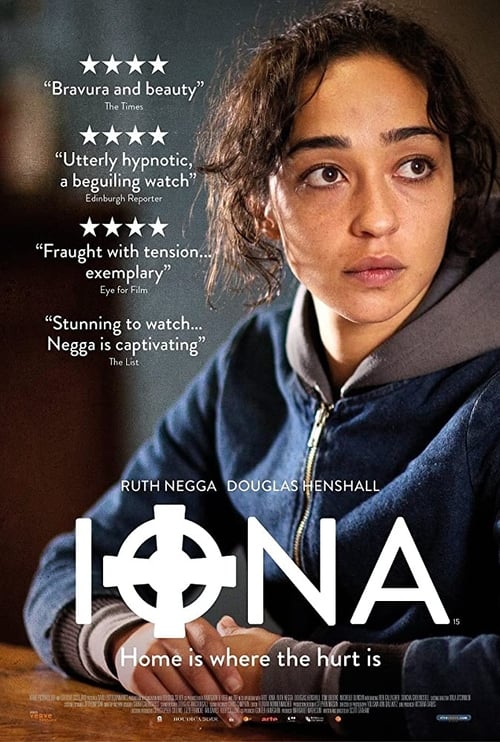 ★★★★
“Bravura and beauty”
The Times
★★★★
“Utterly hypnotic,
a beguiling watch”
Edinburgh Reporter
★★★★
“Fraught with tension...
exemplary”
Eye for Film
“Stunning to watch...
Negga is captivating”
The List
RUTH NEGGA DOUGLAS HENSHALL
IONA
15
Home is where the hurt is
verve
arte